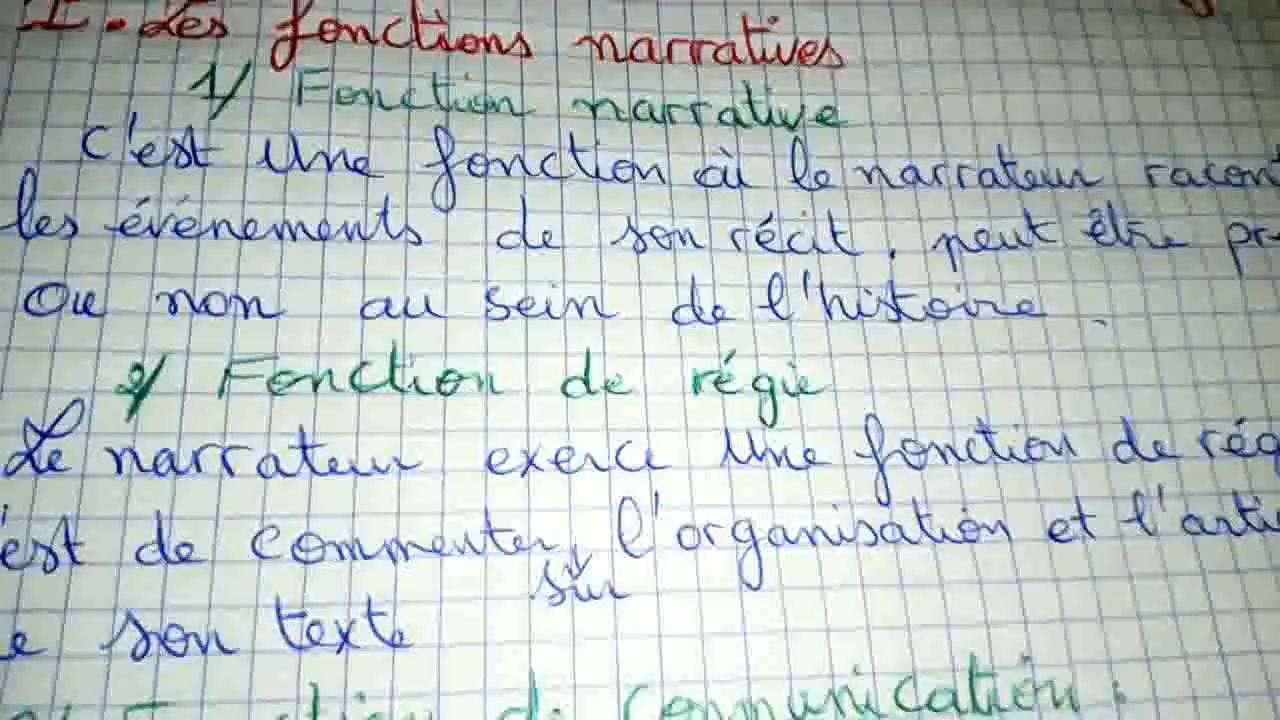 I. Les fonctions narratives
1/ Fonction narrative
C'est une fonction où le narrateur racont
les événements de son récit, peut être pr
Ou non au sein de l'histoire.
2/ Fonction de régie
Le narrateur exerce une fonction de rég
'est de commenter l'organisation et l'arti
sur
e son texte
de communication: